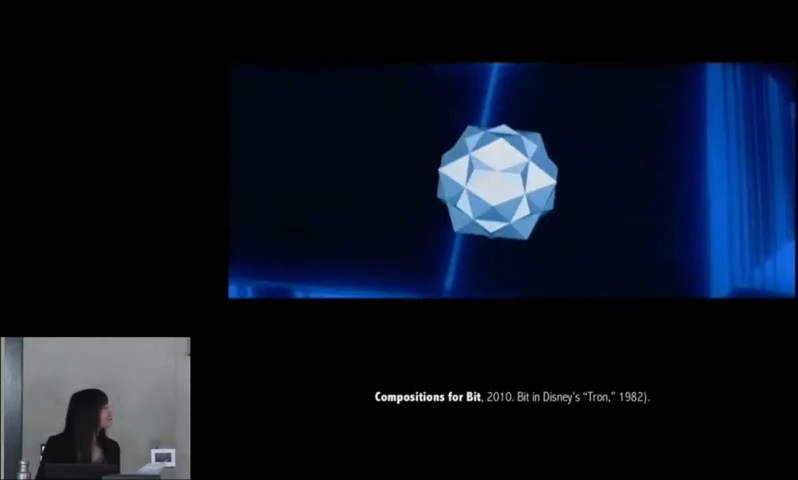 Compositions for Bit, 2010. Bit in Disney's "Tron," 1982).